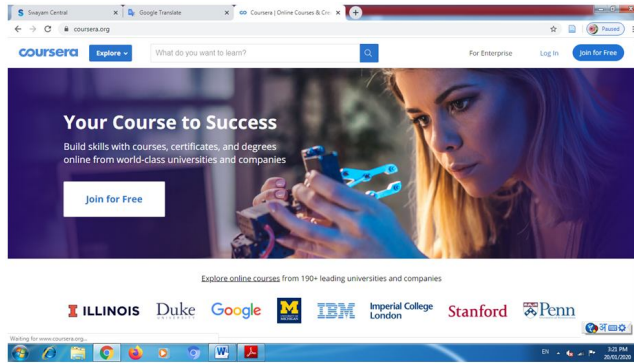 Swayam Central
Google Translate
Coursera | Online Courses & Cre
coursera.org
Paused
coursera
Explore
What do you want to learn?
For Enterprise
Log In
Join for Free
Your Course to Success
Build skills with courses, certificates, and degrees
online from world-class universities and companies
Join for Free
Explore online courses from 190+ leading universities and companies
I ILLINOIS
Duke
UNIVERSITY
Google
M
IBM
Imperial College
London
Stanford
Penn
अ
Waiting for www.coursera.org...
W
EN
3:21 PM
20/01/2020